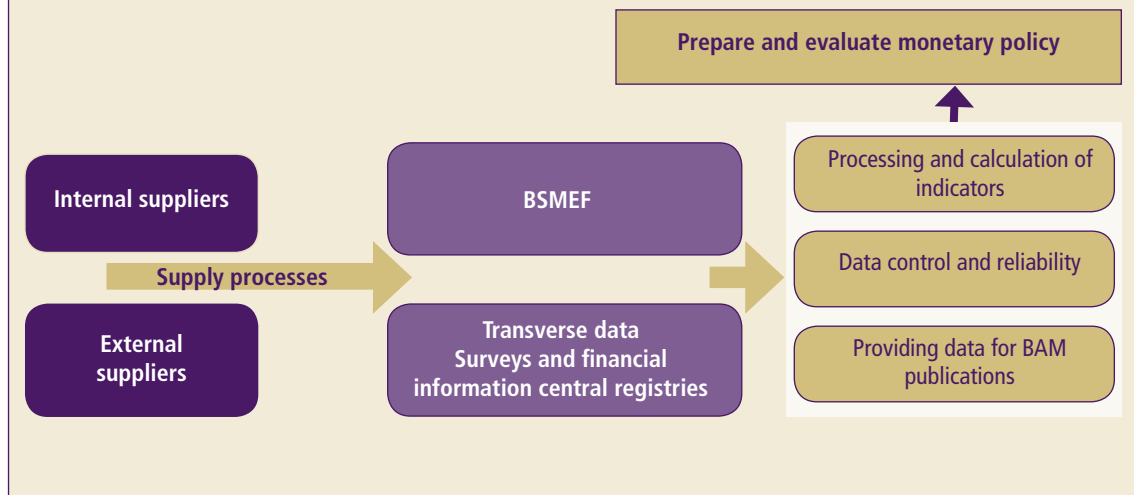 Prepare and evaluate monetary policy
Internal suppliers
BSMEF
Processing and calculation of
indicators
Supply processes
Data control and reliability
External
suppliers
Transverse data
Surveys and financial
information central registries
Providing data for BAM
publications